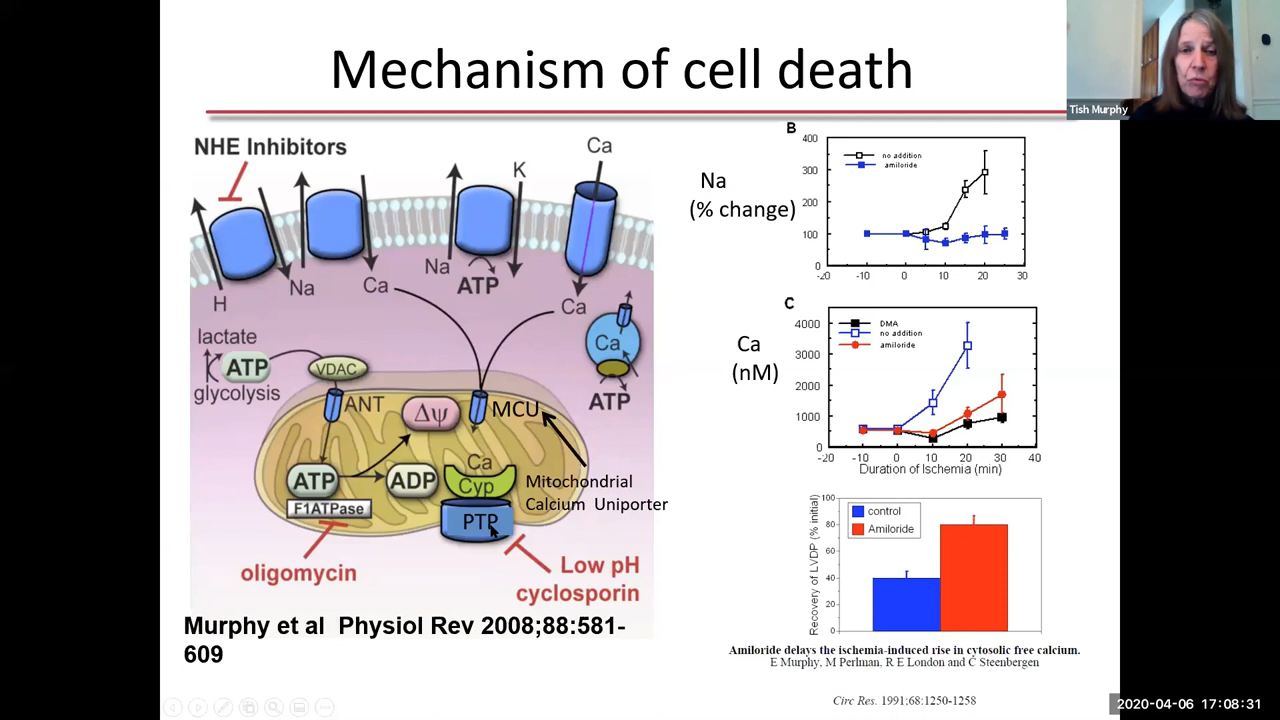 Mechanism of cell death
Tish Murphy
NHE Inhibitors
Ca
K
Na
ATP
H
Na
Ca
Ca
lactate
ATP
glycolysis
VDAC
Ca
ATP
ANT
Δψ
MCU
Ca
Cyp
ATP
ADP
F1ATPase
PTP
Mitochondrial
Calcium Uniporter
oligomycin
Low pH
cyclosporin
Murphy et al Physiol Rev 2008;88:581-
609
B
Na
(% change)
400
300
200
100
0
no addition
amiloride
-20
-10
0
10
20
30
C
Ca
(nM)
4000
3000
2000
1000
0
DMA
no addition
amiloride
-20
-10
0
10
20
30
40
Duration of Ischemia (min)
Recovery of LVDP (% initial)
100
80
60
40
20
0
control
Amiloride
Amiloride delays the ischemia-induced rise in cytosolic free calcium.
E Murphy, M Perlman, R E London and C Steenbergen
Circ Res. 1991;68:1250-1258
2020-04-06 17:08:31